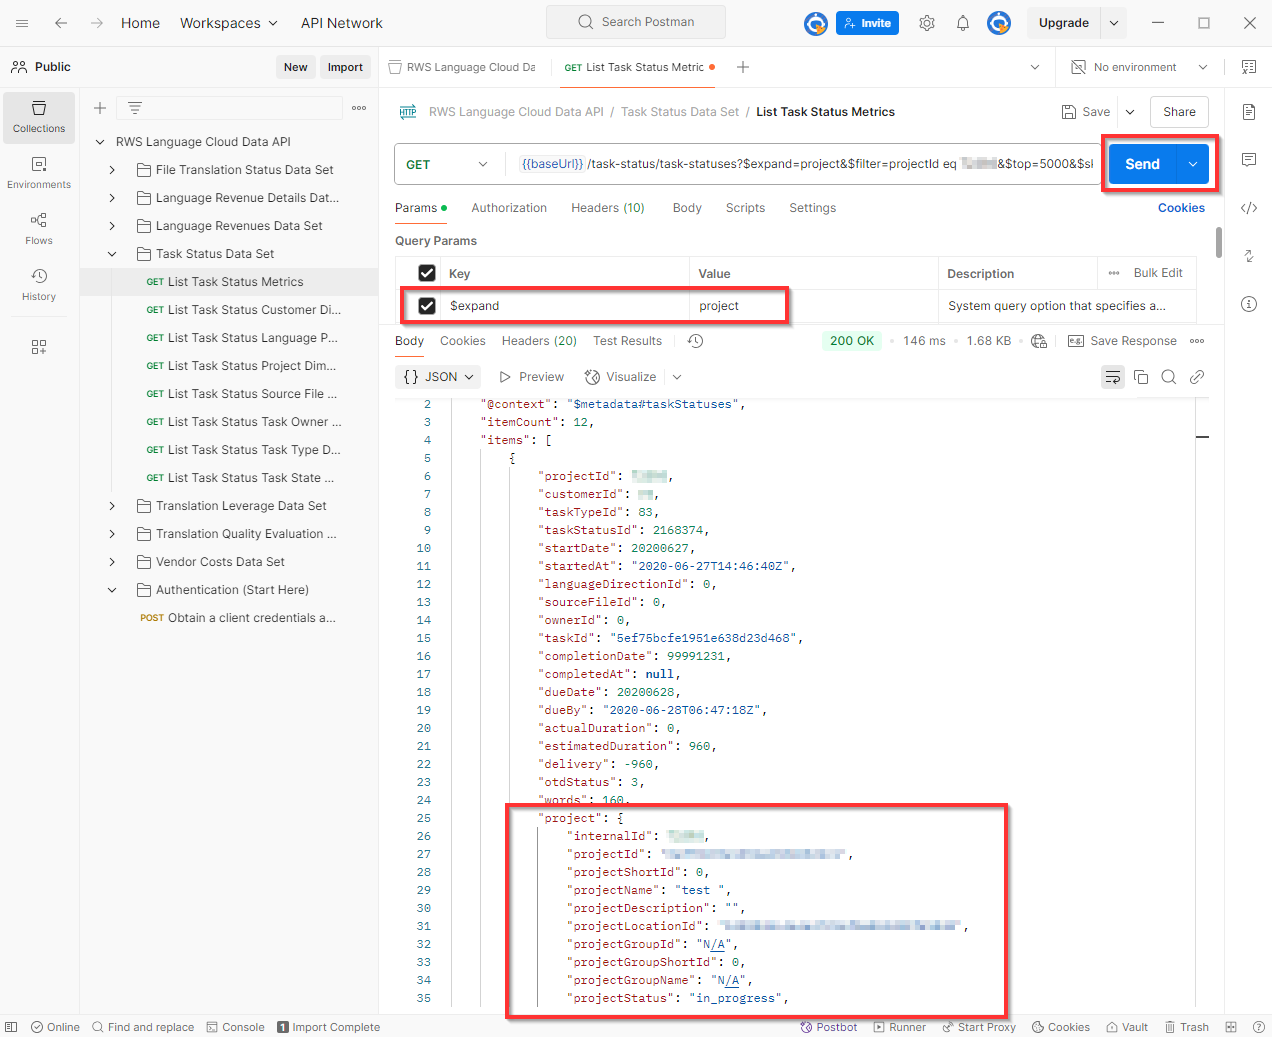 Home
Workspaces
API Network
Search Postman
Invite
Upgrade
Public
New
Import
RWS Language Cloud Da
GET List Task Status Metric
No environment
Collections
Environments
Flows
History
RWS Language Cloud Data API
File Translation Status Data Set
Language Revenue Details Dat...
Language Revenues Data Set
Task Status Data Set
GET List Task Status Metrics
GET List Task Status Customer Di...
GET List Task Status Language P...
GET List Task Status Project Dim...
GET List Task Status Source File ...
GET List Task Status Task Owner ...
GET List Task Status Task Type D...
GET List Task Status Task State ...
Translation Leverage Data Set
Translation Quality Evaluation ...
Vendor Costs Data Set
Authentication (Start Here)
POST Obtain a client credentials a...
HTTP RWS Language Cloud Data API / Task Status Data Set / List Task Status Metrics
Save
Share
GET
{{baseUrl}} /task-status/task-statuses?$expand=project&$filter=projectId eq &$top=5000&$sk
Send
Params
Authorization
Headers (10)
Body
Scripts
Settings
Cookies
Query Params
Key
Value
Description
Bulk Edit
$expand
project
System query option that specifies a...
Body
Cookies
Headers (20)
Test Results
200 OK
146 ms
1.68 KB
e.g. Save Response
{} JSON
Preview
Visualize
2 "@context": "$metadata#taskStatuses",
3 "itemCount": 12,
4 "items": [
5 {
6 "projectId": ,
7 "customerId": ,
8 "taskTypeId": 83,
9 "taskStatusId": 2168374,
10 "startDate": 20200627,
11 "startedAt": "2020-06-27T14:46:40Z",
12 "languageDirectionId": 0,
13 "sourceFileId": 0,
14 "ownerId": 0,
15 "taskId": "5ef75bcfe1951e638d23d468",
16 "completionDate": 99991231,
17 "completedAt": null,
18 "dueDate": 20200628,
19 "dueBy": "2020-06-28T06:47:18Z",
20 "actualDuration": 0,
21 "estimatedDuration": 960,
22 "delivery": -960,
23 "otdStatus": 3,
24 "words": 160,
25 "project": {
26 "internalId": ,
27 "projectId": " ",
28 "projectShortId": 0,
29 "projectName": "test ",
30 "projectDescription": "",
31 "projectLocationId": " ",
32 "projectGroupId": "N/A",
33 "projectGroupShortId": 0,
34 "projectGroupName": "N/A",
35 "projectStatus": "in_progress",
Online
Find and replace
Console
1 Import Complete
Postbot
Runner
Start Proxy
Cookies
Vault
Trash